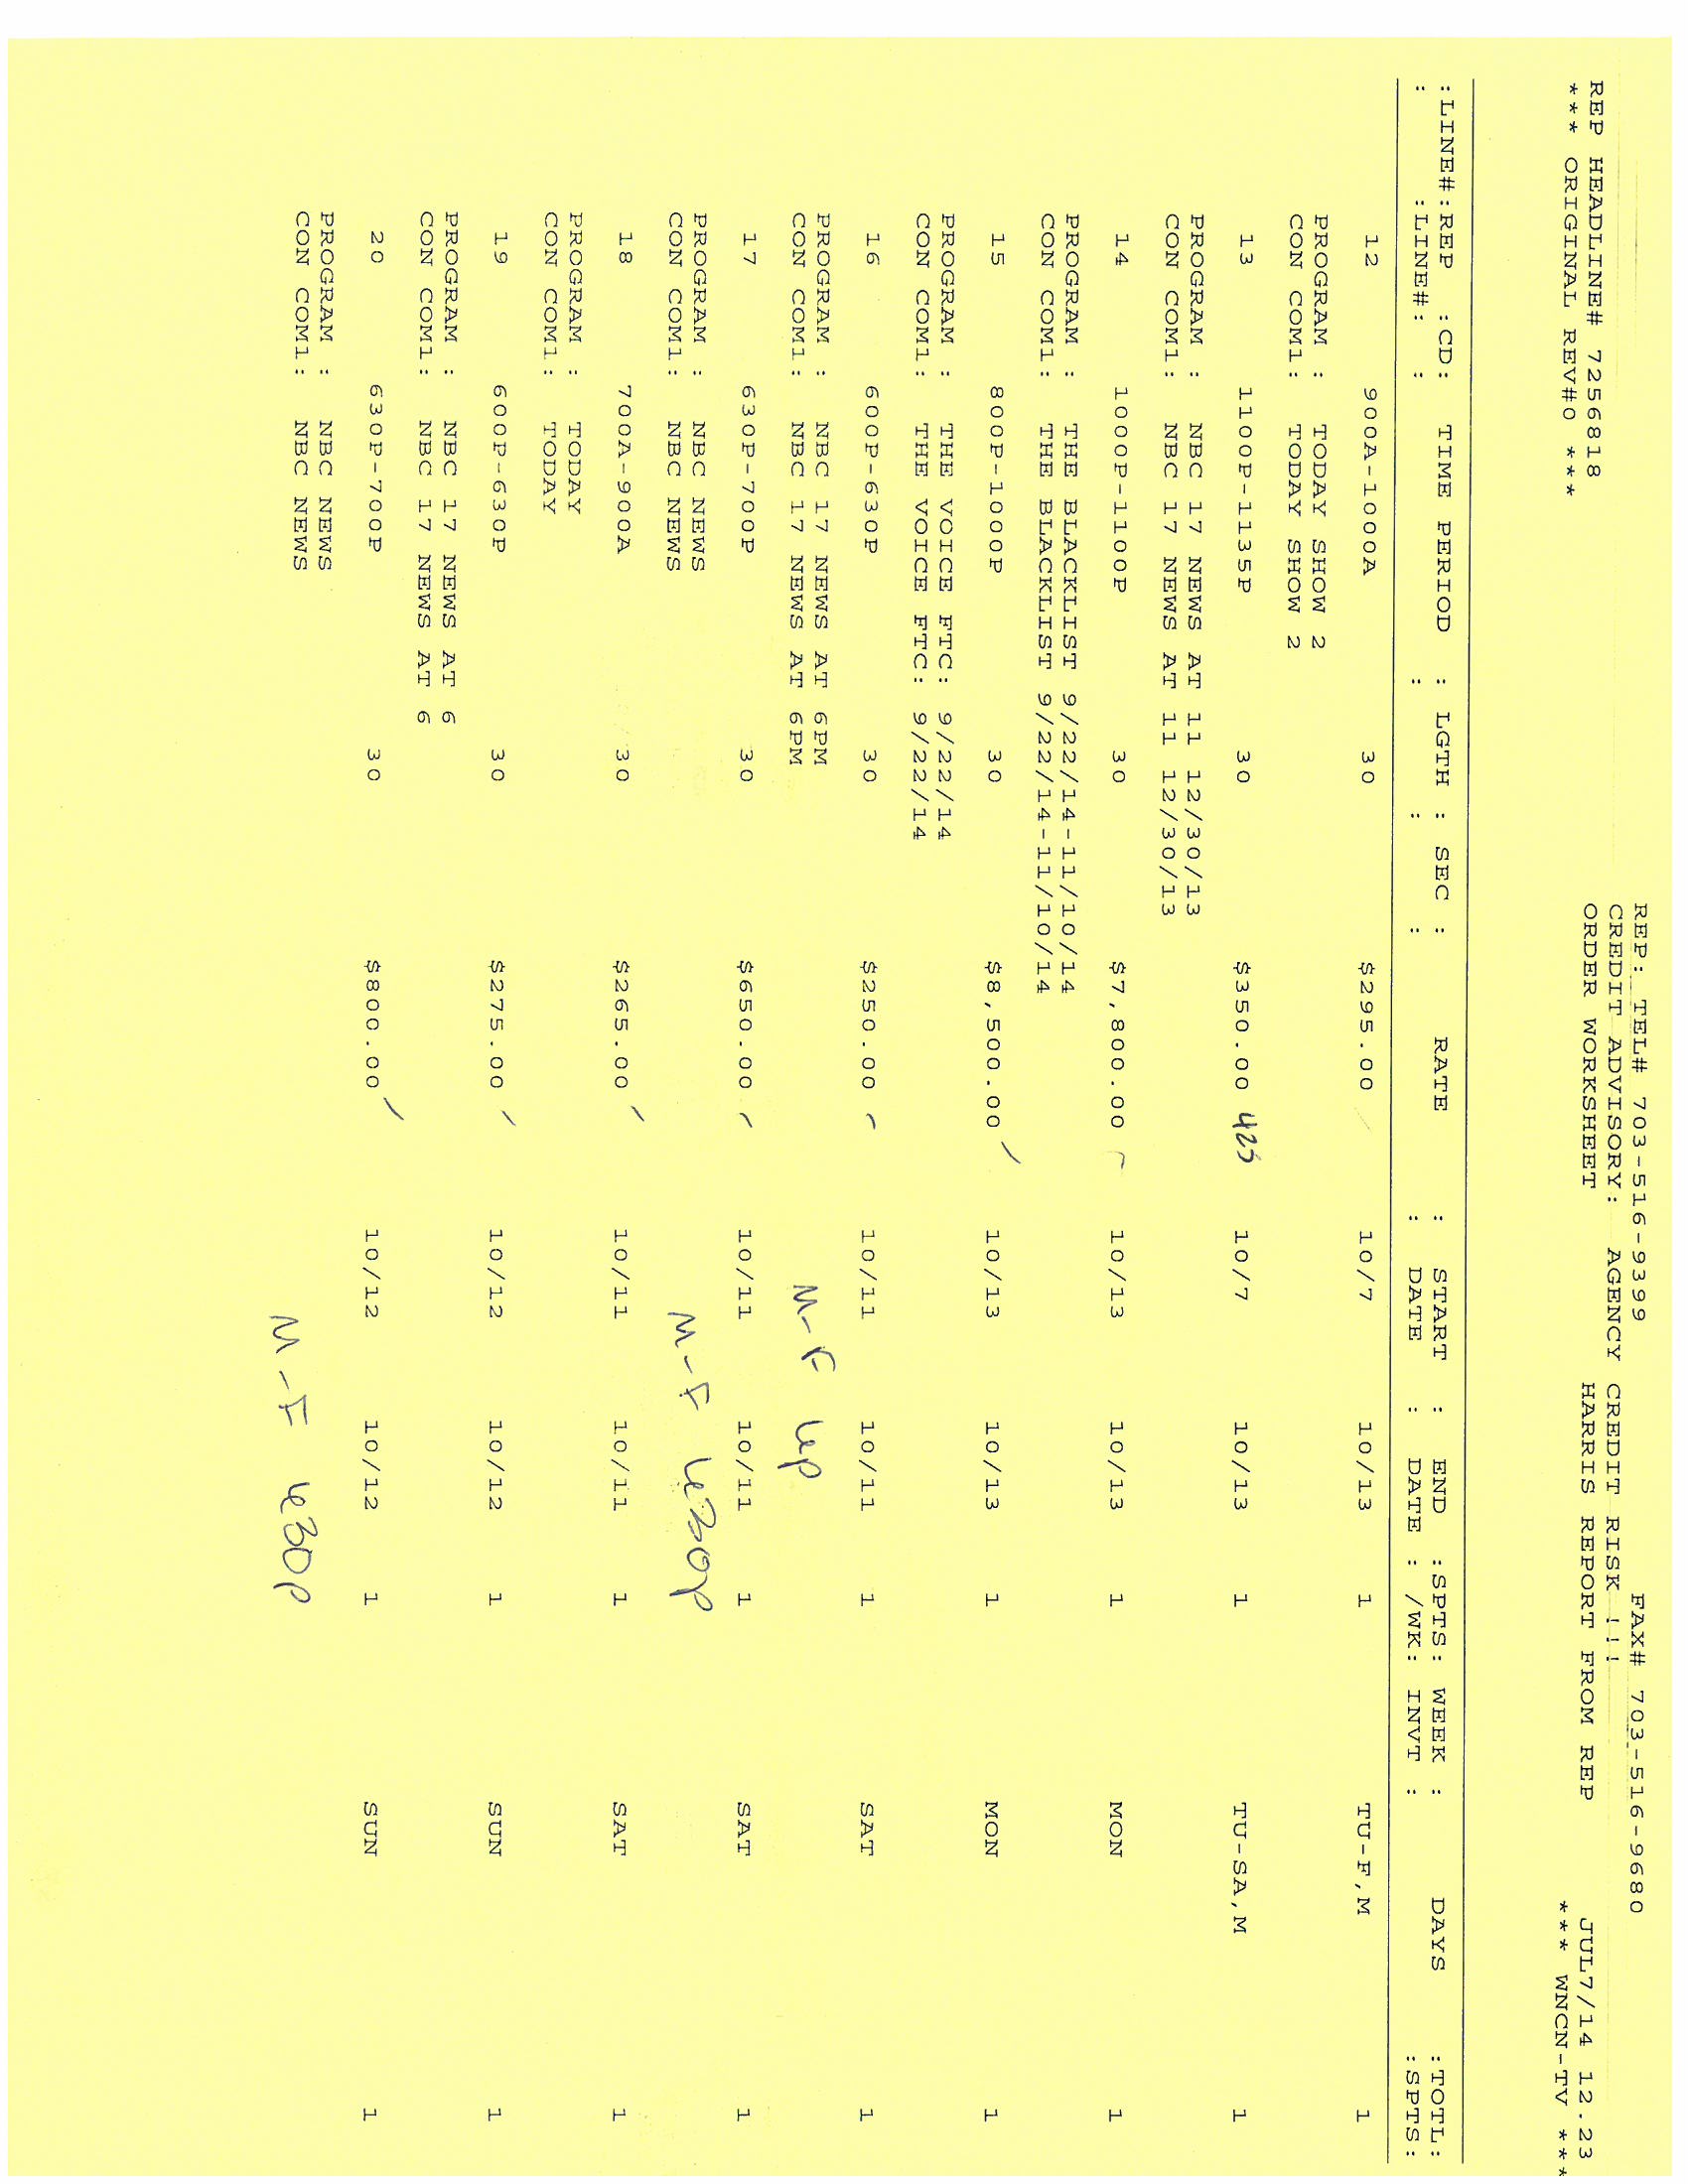 REP: TEL# 703-516-9399 FAX# 703-516-9680
CREDIT ADVISORY: AGENCY CREDIT RISK !!!
REP HEADLINE# 7256818 ORDER WORKSHEET HARRIS REPORT FROM REP JUL7/14 12.23
*** ORIGINAL REV#0 *** *** WNCN-TV ***
:LINE#:REP :CD: TIME PERIOD : LGTH : SEC : RATE : START : END :SPTS: WEEK : DAYS :TOTL:
: :LINE#: : : : : : DATE : DATE : /WK: INVT : :SPTS:
12 900A-1000A 30 $295.00 10/7 10/13 1 TU-F,M 1
PROGRAM : TODAY SHOW 2
CON COM1: TODAY SHOW 2
13 1100P-1135P 30 $350.00 425 10/7 10/13 1 TU-SA,M 1
PROGRAM : NBC 17 NEWS AT 11 12/30/13
CON COM1: NBC 17 NEWS AT 11 12/30/13
14 1000P-1100P 30 $7,800.00 10/13 10/13 1 MON 1
PROGRAM : THE BLACKLIST 9/22/14-11/10/14
CON COM1: THE BLACKLIST 9/22/14-11/10/14
15 800P-1000P 30 $8,500.00 10/13 10/13 1 MON 1
PROGRAM : THE VOICE FTC: 9/22/14
CON COM1: THE VOICE FTC: 9/22/14
16 600P-630P 30 $250.00 10/11 10/11 1 SAT 1
PROGRAM : NBC 17 NEWS AT 6PM
CON COM1: NBC 17 NEWS AT 6PM M-F 6p
17 630P-700P 30 $650.00 10/11 10/11 1 SAT 1
PROGRAM : NBC NEWS
CON COM1: NBC NEWS M-F 630p
18 700A-900A 30 $265.00 10/11 10/11 1 SAT 1
PROGRAM : TODAY
CON COM1: TODAY
19 600P-630P 30 $275.00 10/12 10/12 1 SUN 1
PROGRAM : NBC 17 NEWS AT 6
CON COM1: NBC 17 NEWS AT 6
20 630P-700P 30 $800.00 10/12 10/12 1 SUN 1
PROGRAM : NBC NEWS
CON COM1: NBC NEWS M-F 630p